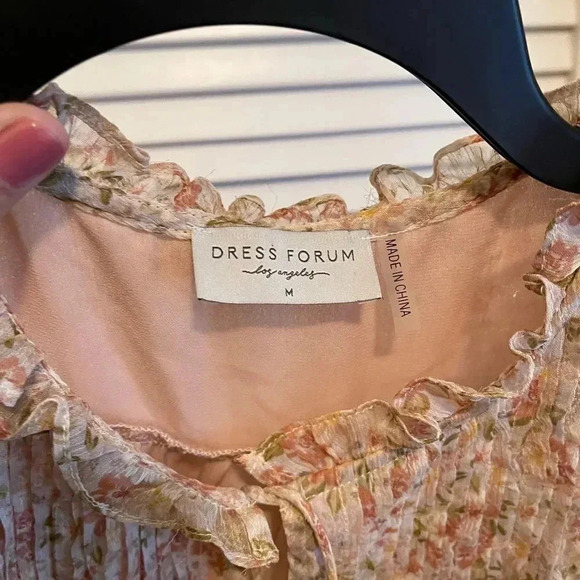 DRESS FORUM
los angeles
M
MADE IN CHINA